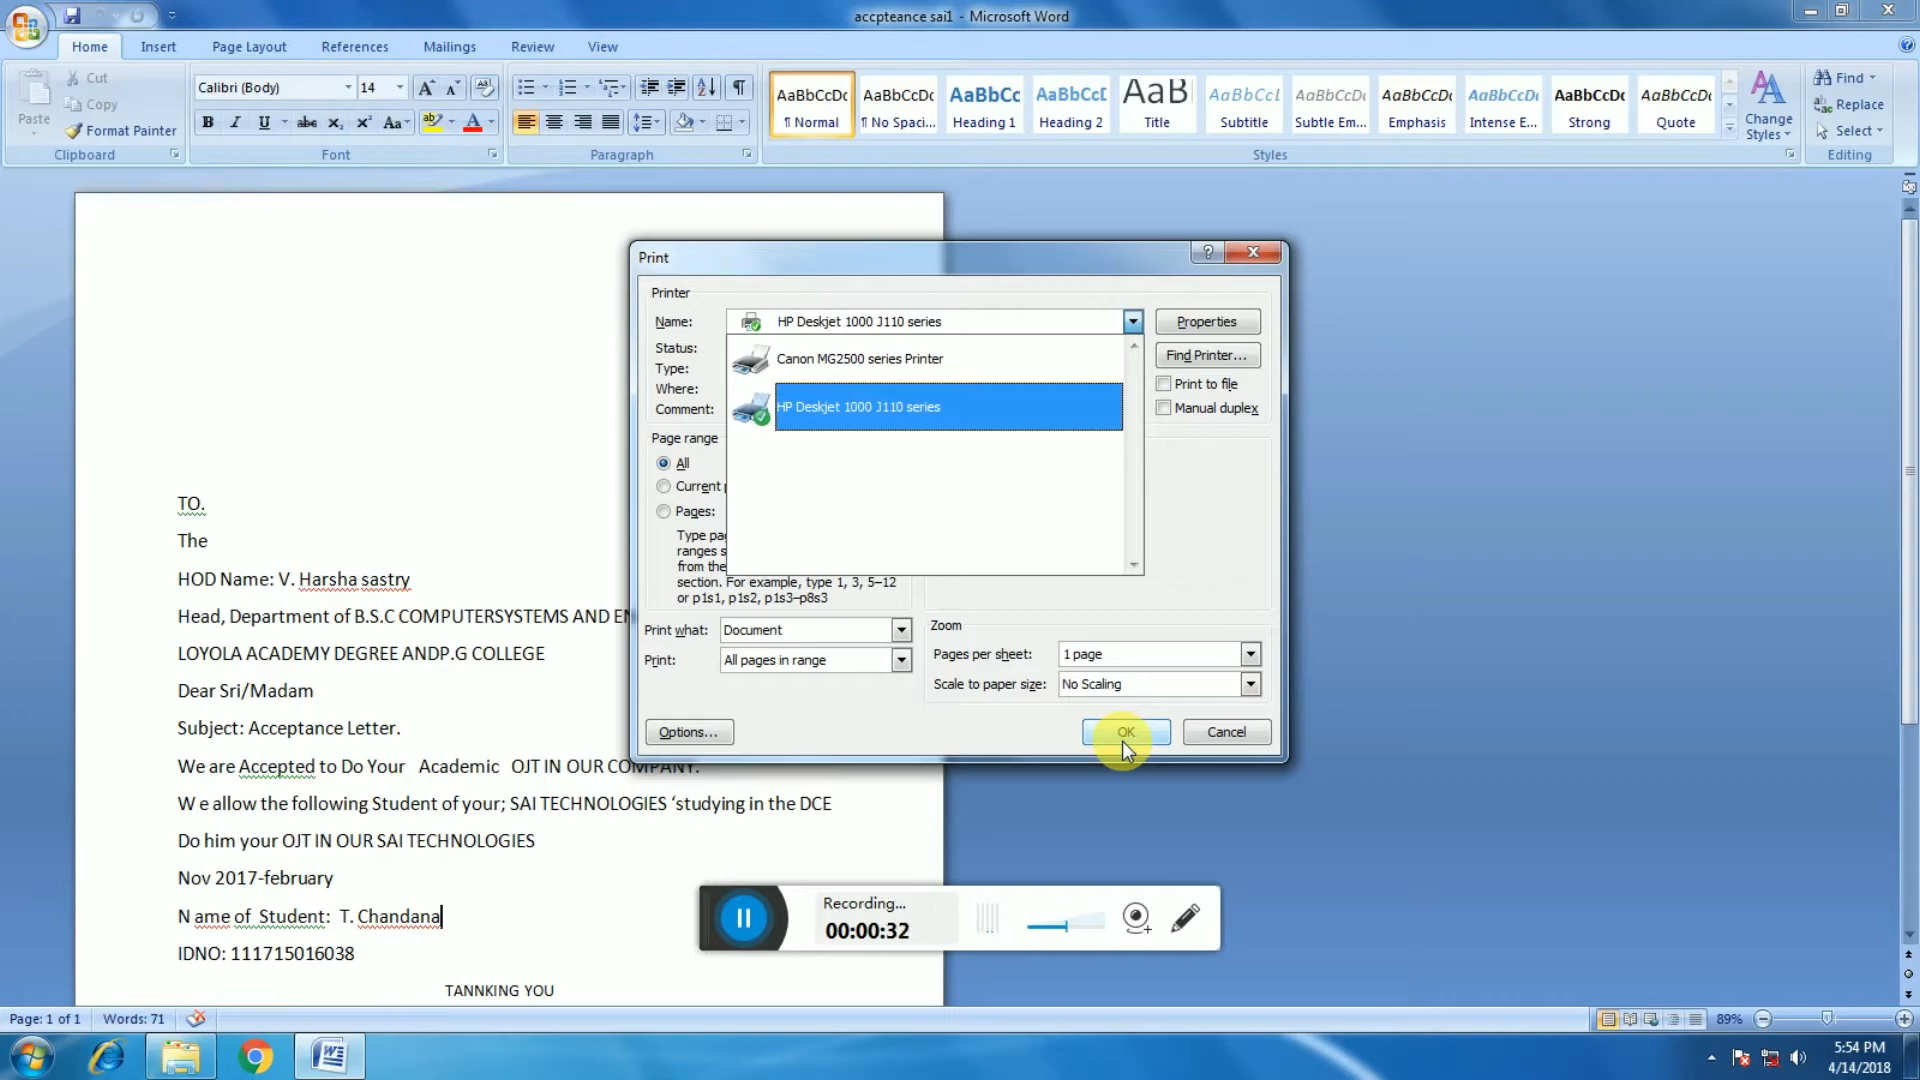 accpteance sai1 - Microsoft Word
Home Insert Page Layout References Mailings Review View
Paste
Cut
Copy
Format Painter
Clipboard
Calibri (Body) 14
Font
Paragraph
AaBbCcDc ¶ Normal
AaBbCcDc ¶ No Spaci...
AaBbCc Heading 1
AaBbCc Heading 2
AaB Title
AaBbCcL Subtitle
AaBbCcDc Subtle Em...
AaBbCcDc Emphasis
AaBbCcDc Intense E...
AaBbCcDc Strong
AaBbCcDc Quote
Change Styles
Styles
Find
Replace
Select
Editing
TO.
The
HOD Name: V. Harsha sastry
Head, Department of B.S.C COMPUTERSYSTEMS AND EN
LOYOLA ACADEMY DEGREE ANDP.G COLLEGE
Dear Sri/Madam
Subject: Acceptance Letter.
We are Accepted to Do Your Academic OJT IN OUR COMPANY.
W e allow the following Student of your; SAI TECHNOLOGIES ‘studying in the DCE
Do him your OJT IN OUR SAI TECHNOLOGIES
Nov 2017-february
N ame of Student: T. Chandana
IDNO: 111715016038
TANNKING YOU
Print
Printer
Name: HP Deskjet 1000 J110 series
Properties
Status:
Canon MG2500 series Printer
Find Printer...
Type:
Where:
Print to file
Comment:
HP Deskjet 1000 J110 series
Manual duplex
Page range
All
Current
Pages:
Type pag
ranges s
from the
section. For example, type 1, 3, 5–12
or p1s1, p1s2, p1s3–p8s3
Print what: Document
Print: All pages in range
Zoom
Pages per sheet: 1 page
Scale to paper size: No Scaling
Options...
OK
Cancel
Recording...
00:00:32
Page: 1 of 1 Words: 71
89%
5:54 PM
4/14/2018